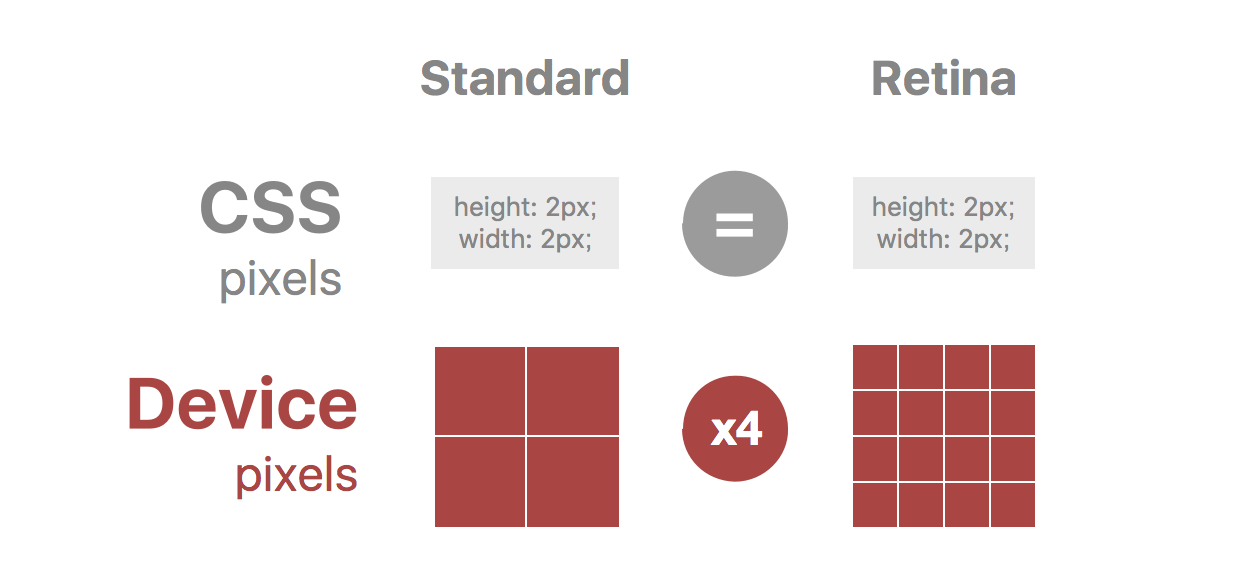 Standard
Retina
CSS
pixels
height: 2px;
width: 2px;
=
height: 2px;
width: 2px;
Device
pixels
x4